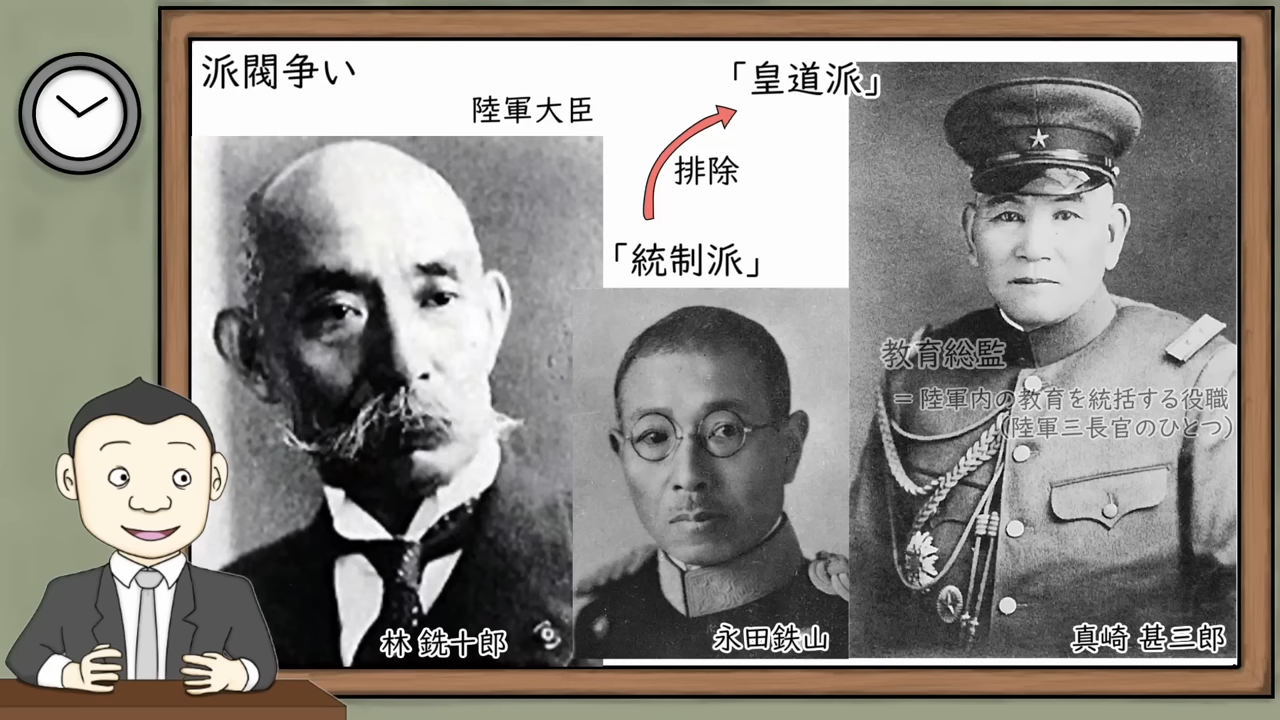 派閥争い
陸軍大臣
「皇道派」
排除
「統制派」
教育総監
= 陸軍内の教育を統括する役職
(陸軍三長官のひとつ)
林 銑十郎
永田鉄山
真崎 甚三郎